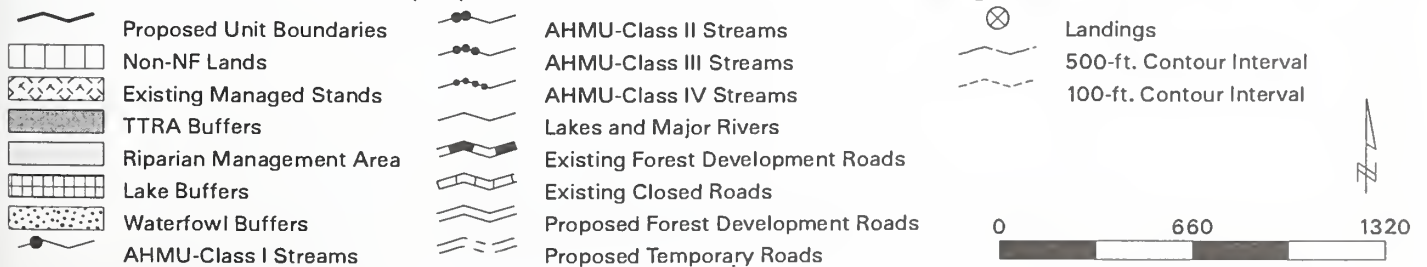 Proposed Unit Boundaries
Non-NF Lands
Existing Managed Stands
TTRA Buffers
Riparian Management Area
Lake Buffers
Waterfowl Buffers
AHMU-Class I Streams
AHMU-Class II Streams
AHMU-Class III Streams
AHMU-Class IV Streams
Lakes and Major Rivers
Existing Forest Development Roads
Existing Closed Roads
Proposed Forest Development Roads
Proposed Temporary Roads
Landings
500-ft. Contour Interval
100-ft. Contour Interval
0 660 1320